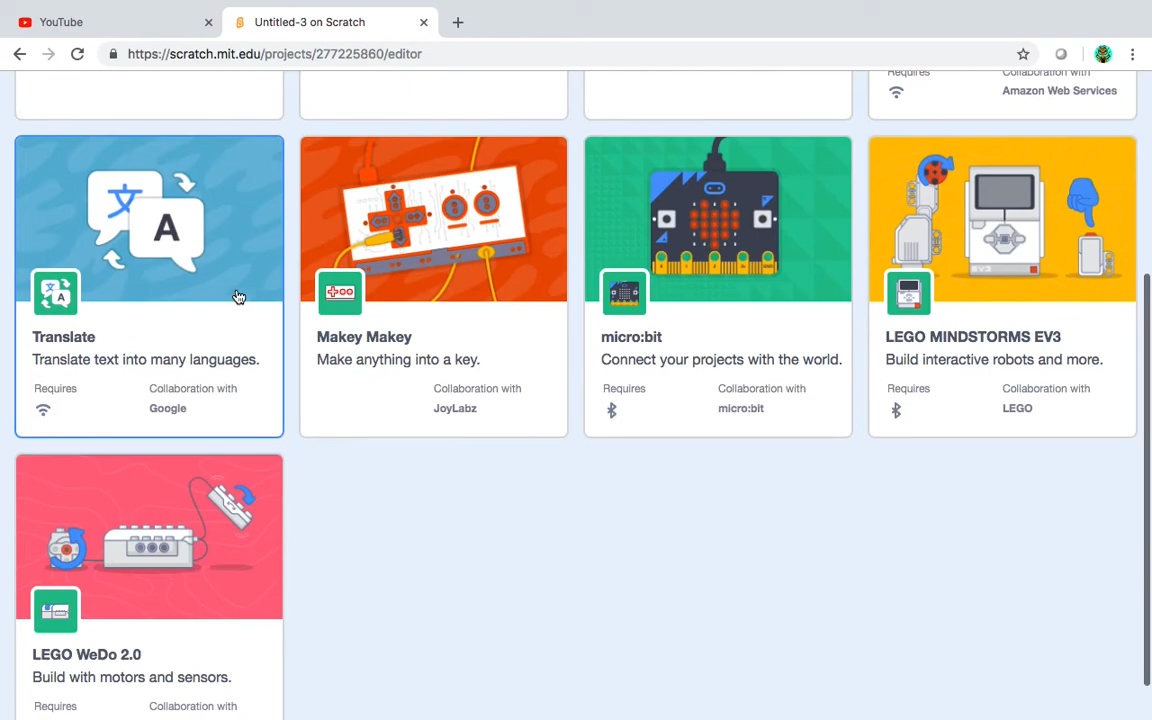 YouTube
Untitled-3 on Scratch
https://scratch.mit.edu/projects/277225860/editor
Requires
Collaboration with
Amazon Web Services
文
A
文
A
EV3
Translate
Translate text into many languages.
Requires
Collaboration with
Google
Makey Makey
Make anything into a key.
Collaboration with
JoyLabz
micro:bit
Connect your projects with the world.
Requires
Collaboration with
micro:bit
LEGO MINDSTORMS EV3
Build interactive robots and more.
Requires
Collaboration with
LEGO
LEGO WeDo 2.0
Build with motors and sensors.
Requires
Collaboration with